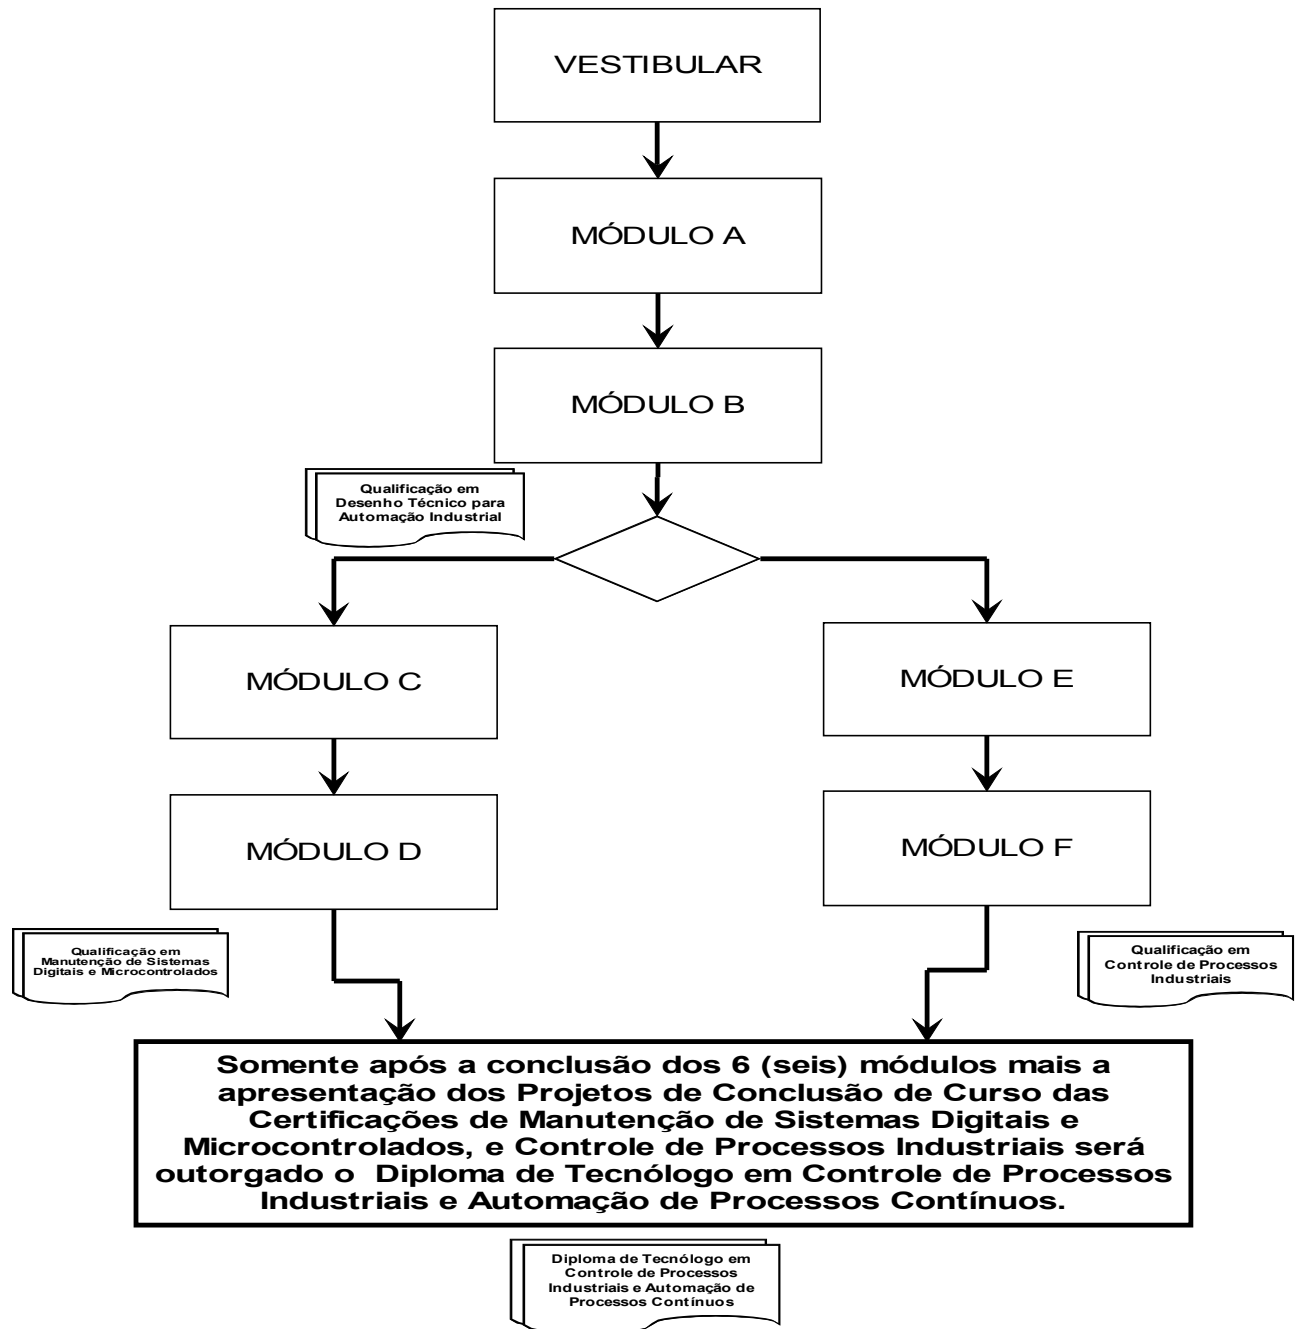 VESTIBULAR
MÓDULO A
MÓDULO B
Qualificação em
Desenho Técnico para
Automação Industrial
MÓDULO C
MÓDULO E
MÓDULO D
MÓDULO F
Qualificação em
Manutenção de Sistemas
Digitais e Microcontrolados
Qualificação em
Controle de Processos
Industriais
Somente após a conclusão dos 6 (seis) módulos mais a
apresentação dos Projetos de Conclusão de Curso das
Certificações de Manutenção de Sistemas Digitais e
Microcontrolados, e Controle de Processos Industriais será
outorgado o Diploma de Tecnólogo em Controle de Processos
Industriais e Automação de Processos Contínuos.
Diploma de Tecnólogo em
Controle de Processos
Industriais e Automação de
Processos Contínuos